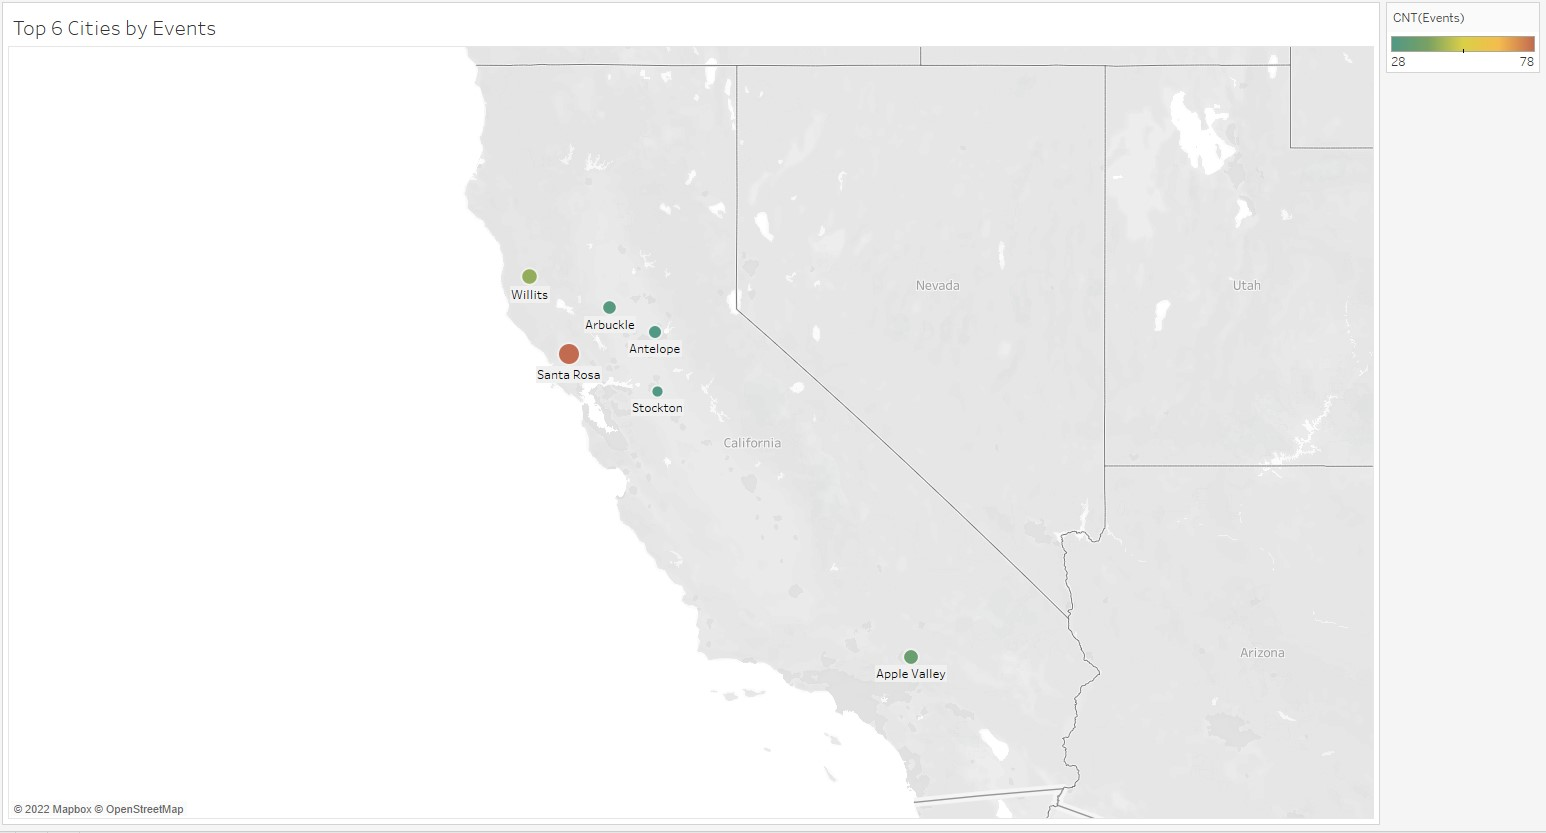 Top 6 Cities by Events
CNT(Events)
28
78
Nevada
Utah
Willits
Arbuckle
Antelope
Santa Rosa
Stockton
California
Arizona
Apple Valley
© 2022 Mapbox © OpenStreetMap